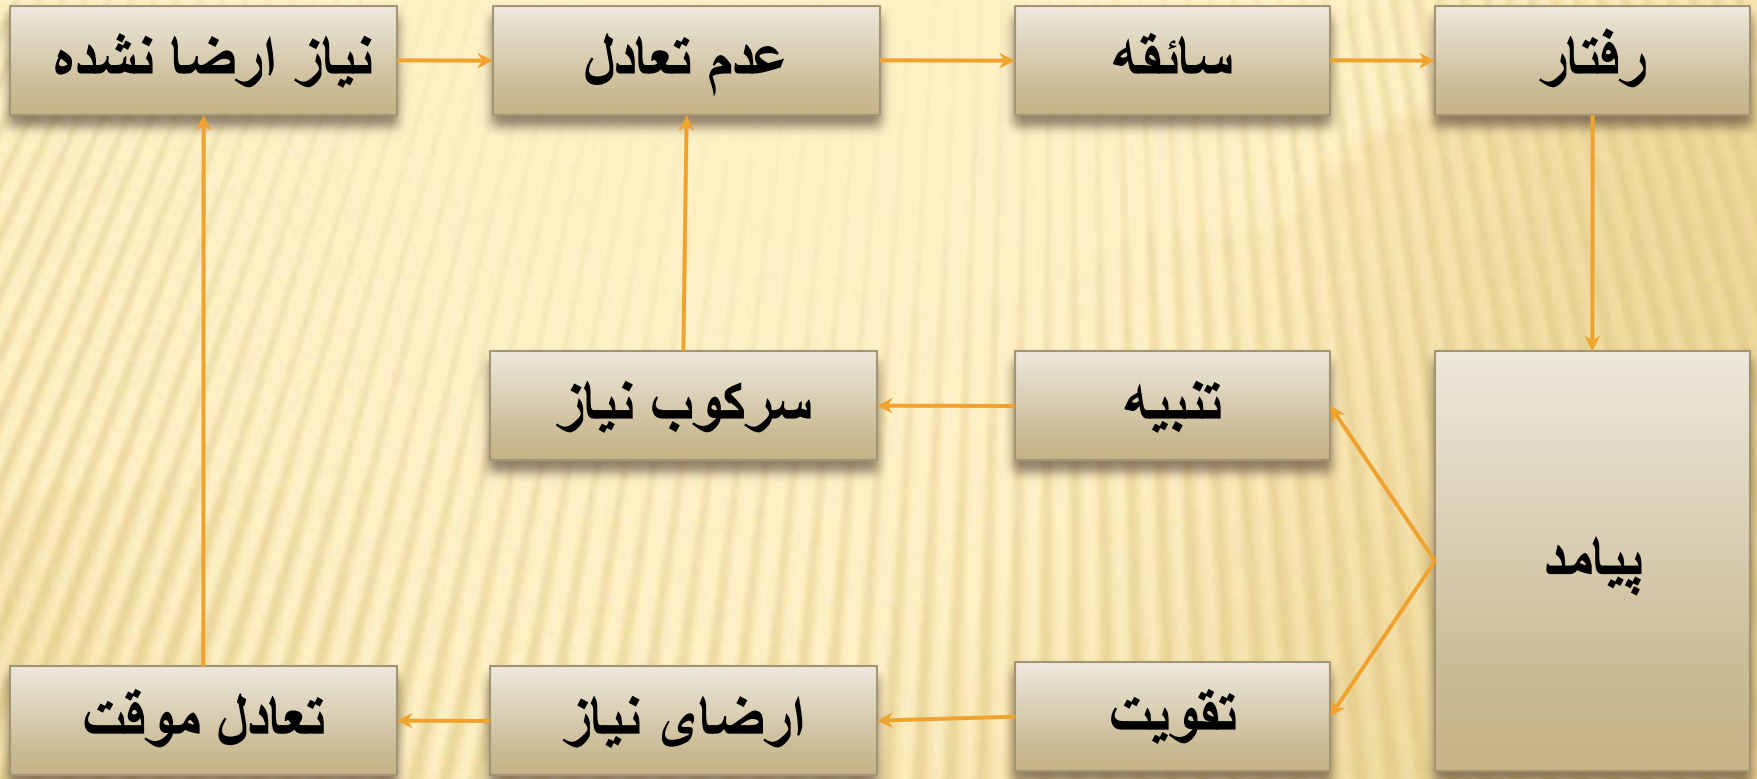 نیاز ارضا نشده
عدم تعادل
سائقه
رفتار
سرکوب نیاز
تنبیه
پیامد
تعادل موقت
ارضای نیاز
تقویت